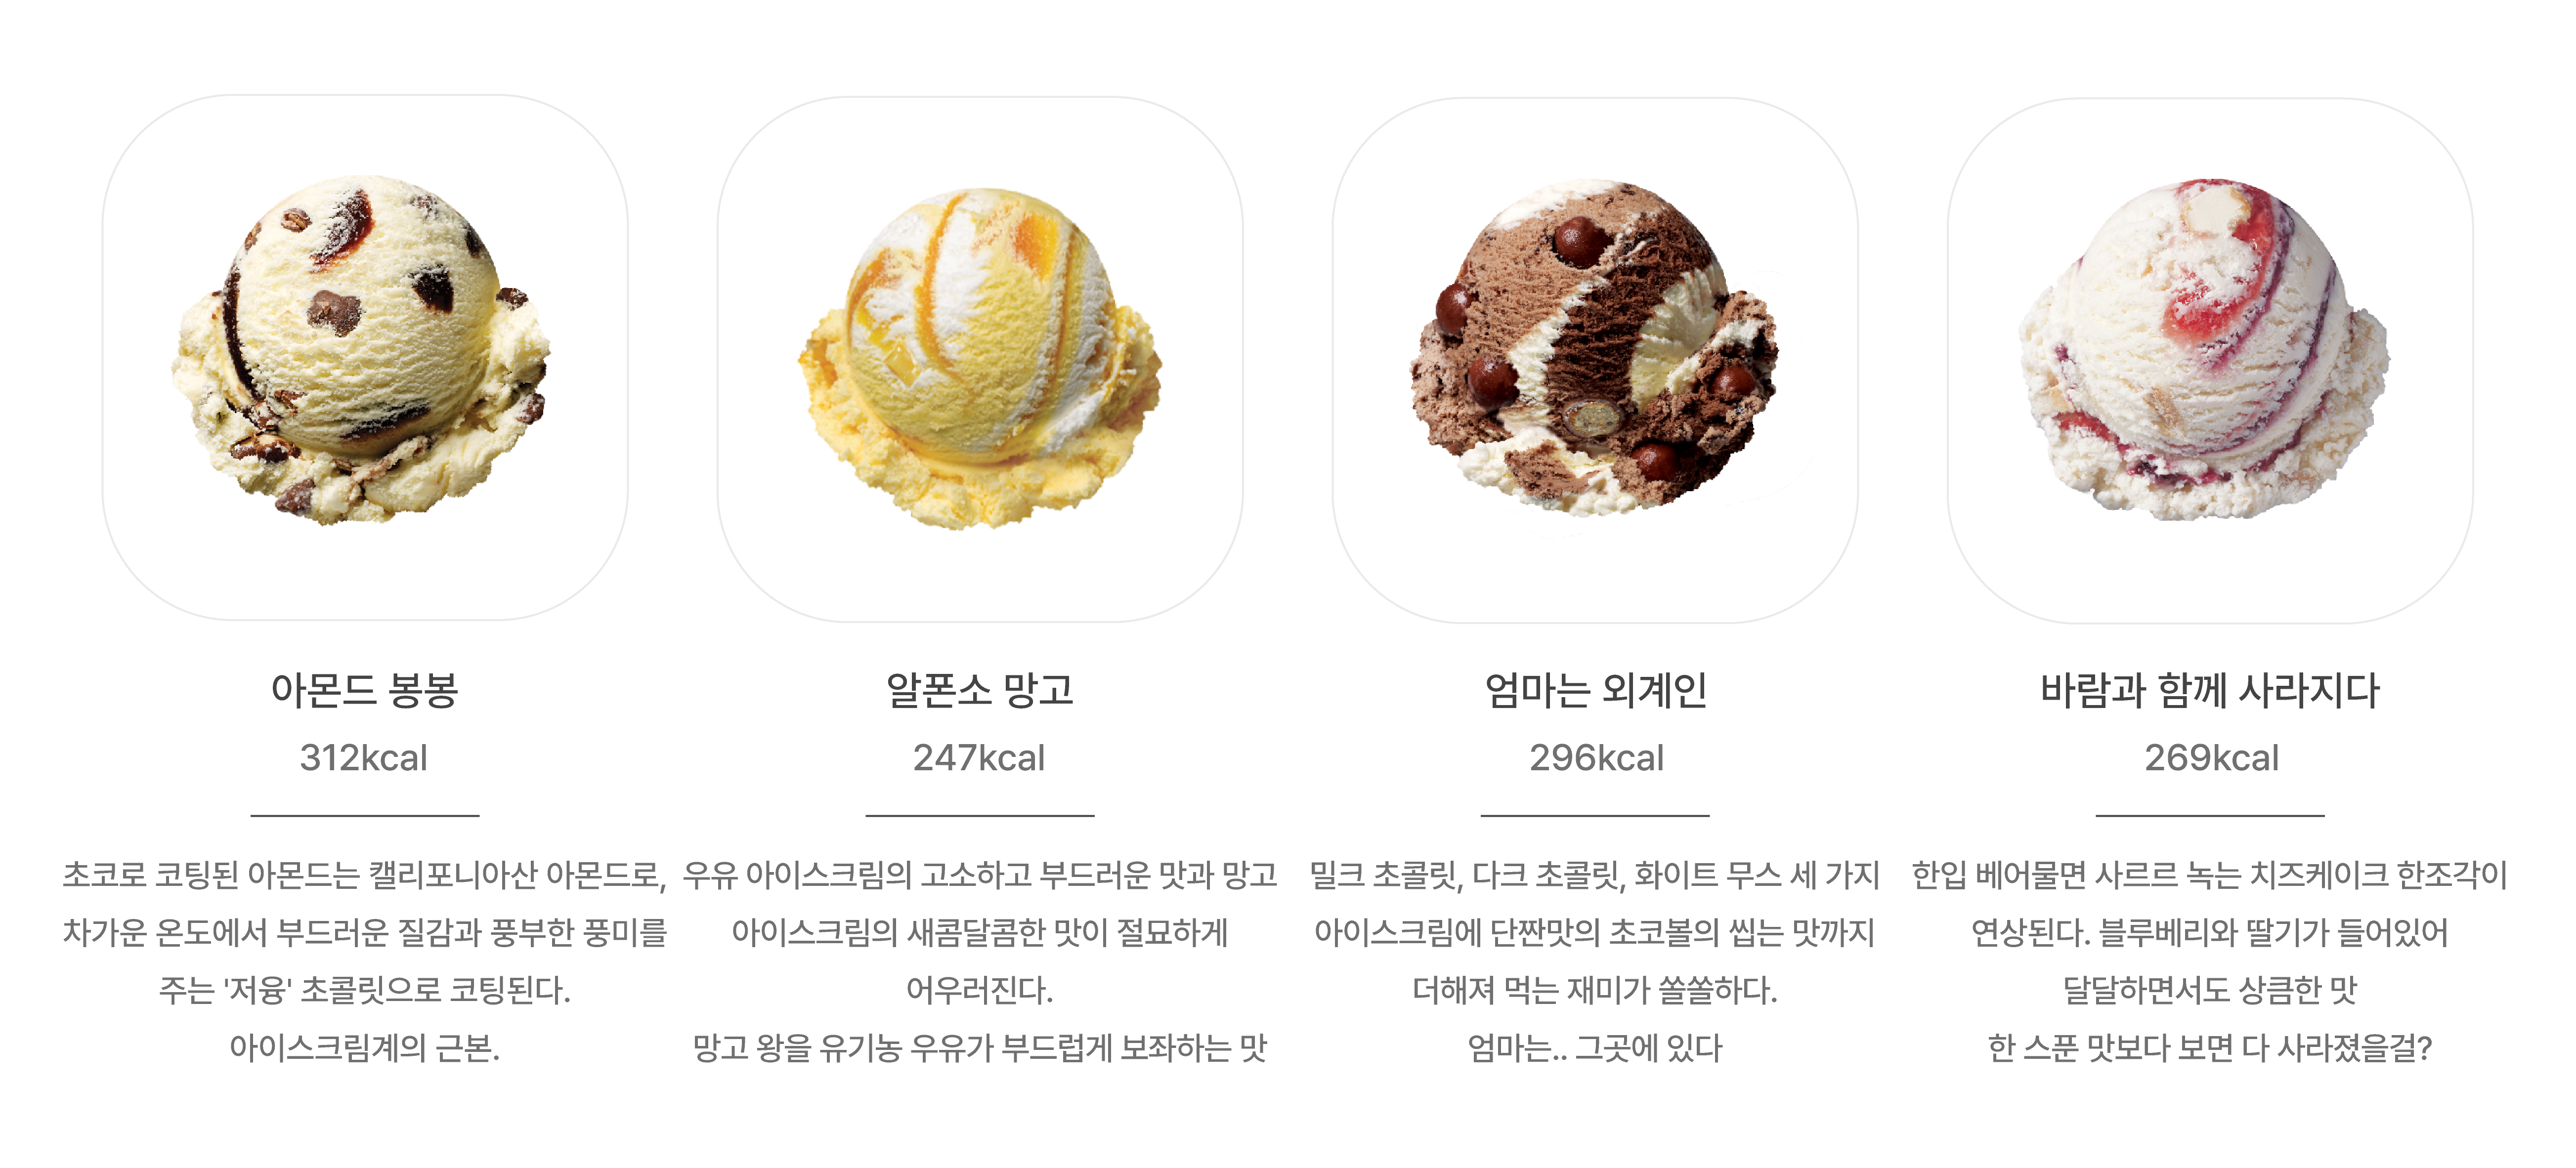 아몬드 봉봉
312kcal
초코로 코팅된 아몬드는 캘리포니아산 아몬드로,
차가운 온도에서 부드러운 질감과 풍부한 풍미를
주는 '저융' 초콜릿으로 코팅된다.
아이스크림계의 근본.
알폰소 망고
247kcal
우유 아이스크림의 고소하고 부드러운 맛과 망고
아이스크림의 새콤달콤한 맛이 절묘하게
어우러진다.
망고 왕을 유기농 우유가 부드럽게 보좌하는 맛
엄마는 외계인
296kcal
밀크 초콜릿, 다크 초콜릿, 화이트 무스 세 가지
아이스크림에 단짠맛의 초코볼의 씹는 맛까지
더해져 먹는 재미가 쏠쏠하다.
엄마는.. 그곳에 있다
바람과 함께 사라지다
269kcal
한입 베어물면 사르르 녹는 치즈케이크 한조각이
연상된다. 블루베리와 딸기가 들어있어
달달하면서도 상큼한 맛
한 스푼 맛보다 보면 다 사라졌을걸?